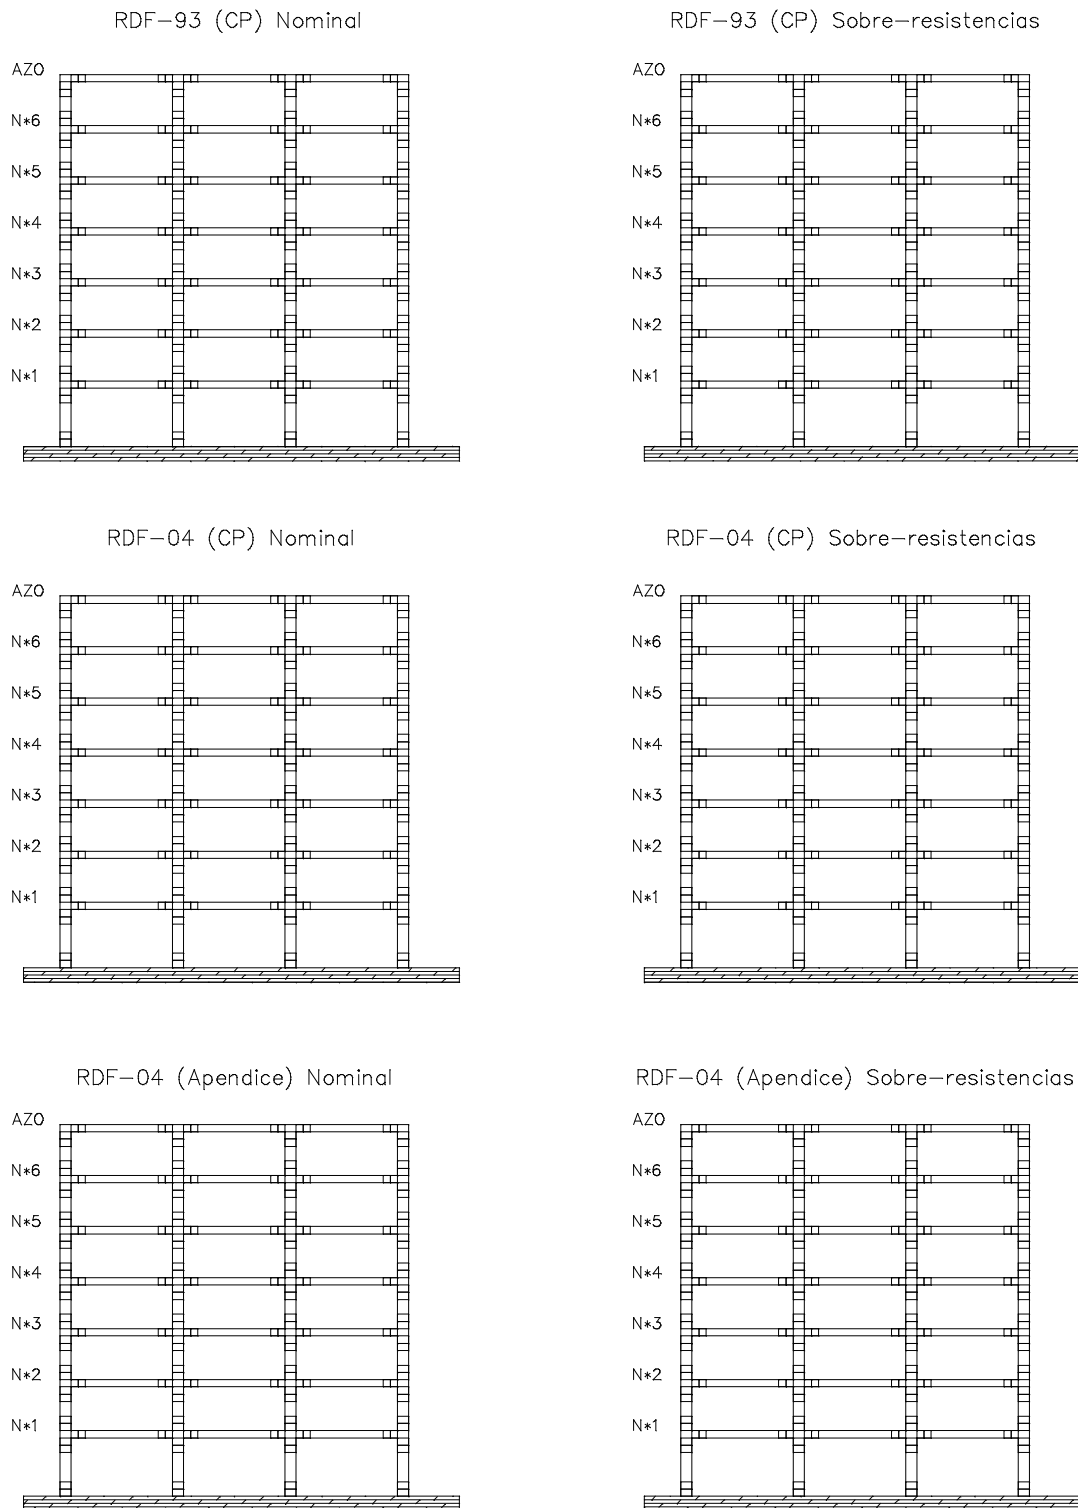 RDF-93 (CP) Nominal
RDF-93 (CP) Sobre-resistencias
AZO
N*6
N*5
N*4
N*3
N*2
N*1
AZO
N*6
N*5
N*4
N*3
N*2
N*1
RDF-04 (CP) Nominal
RDF-04 (CP) Sobre-resistencias
AZO
N*6
N*5
N*4
N*3
N*2
N*1
AZO
N*6
N*5
N*4
N*3
N*2
N*1
RDF-04 (Apendice) Nominal
RDF-04 (Apendice) Sobre-resistencias
AZO
N*6
N*5
N*4
N*3
N*2
N*1
AZO
N*6
N*5
N*4
N*3
N*2
N*1